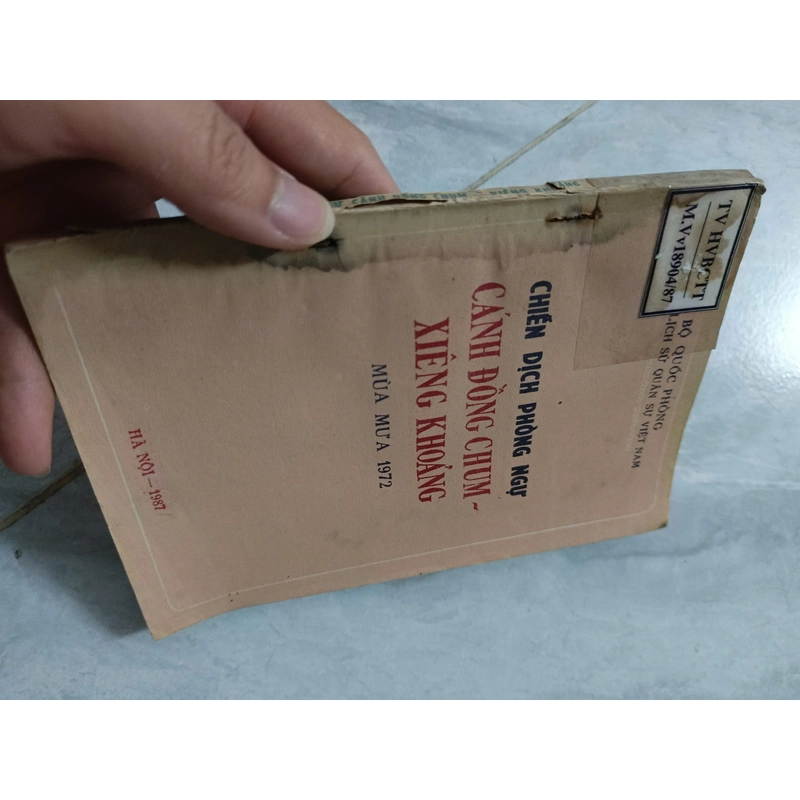 TV HVBCTT
M.Vv18904/87
BỘ QUỐC PHÒNG
LỊCH SỬ QUÂN SỰ VIỆT NAM
CHIẾN DỊCH PHÒNG NGỰ
CÁNH ĐỒNG CHUM -
XIÊNG KHOẢNG
MÙA MƯA 1972
HÀ NỘI - 1987